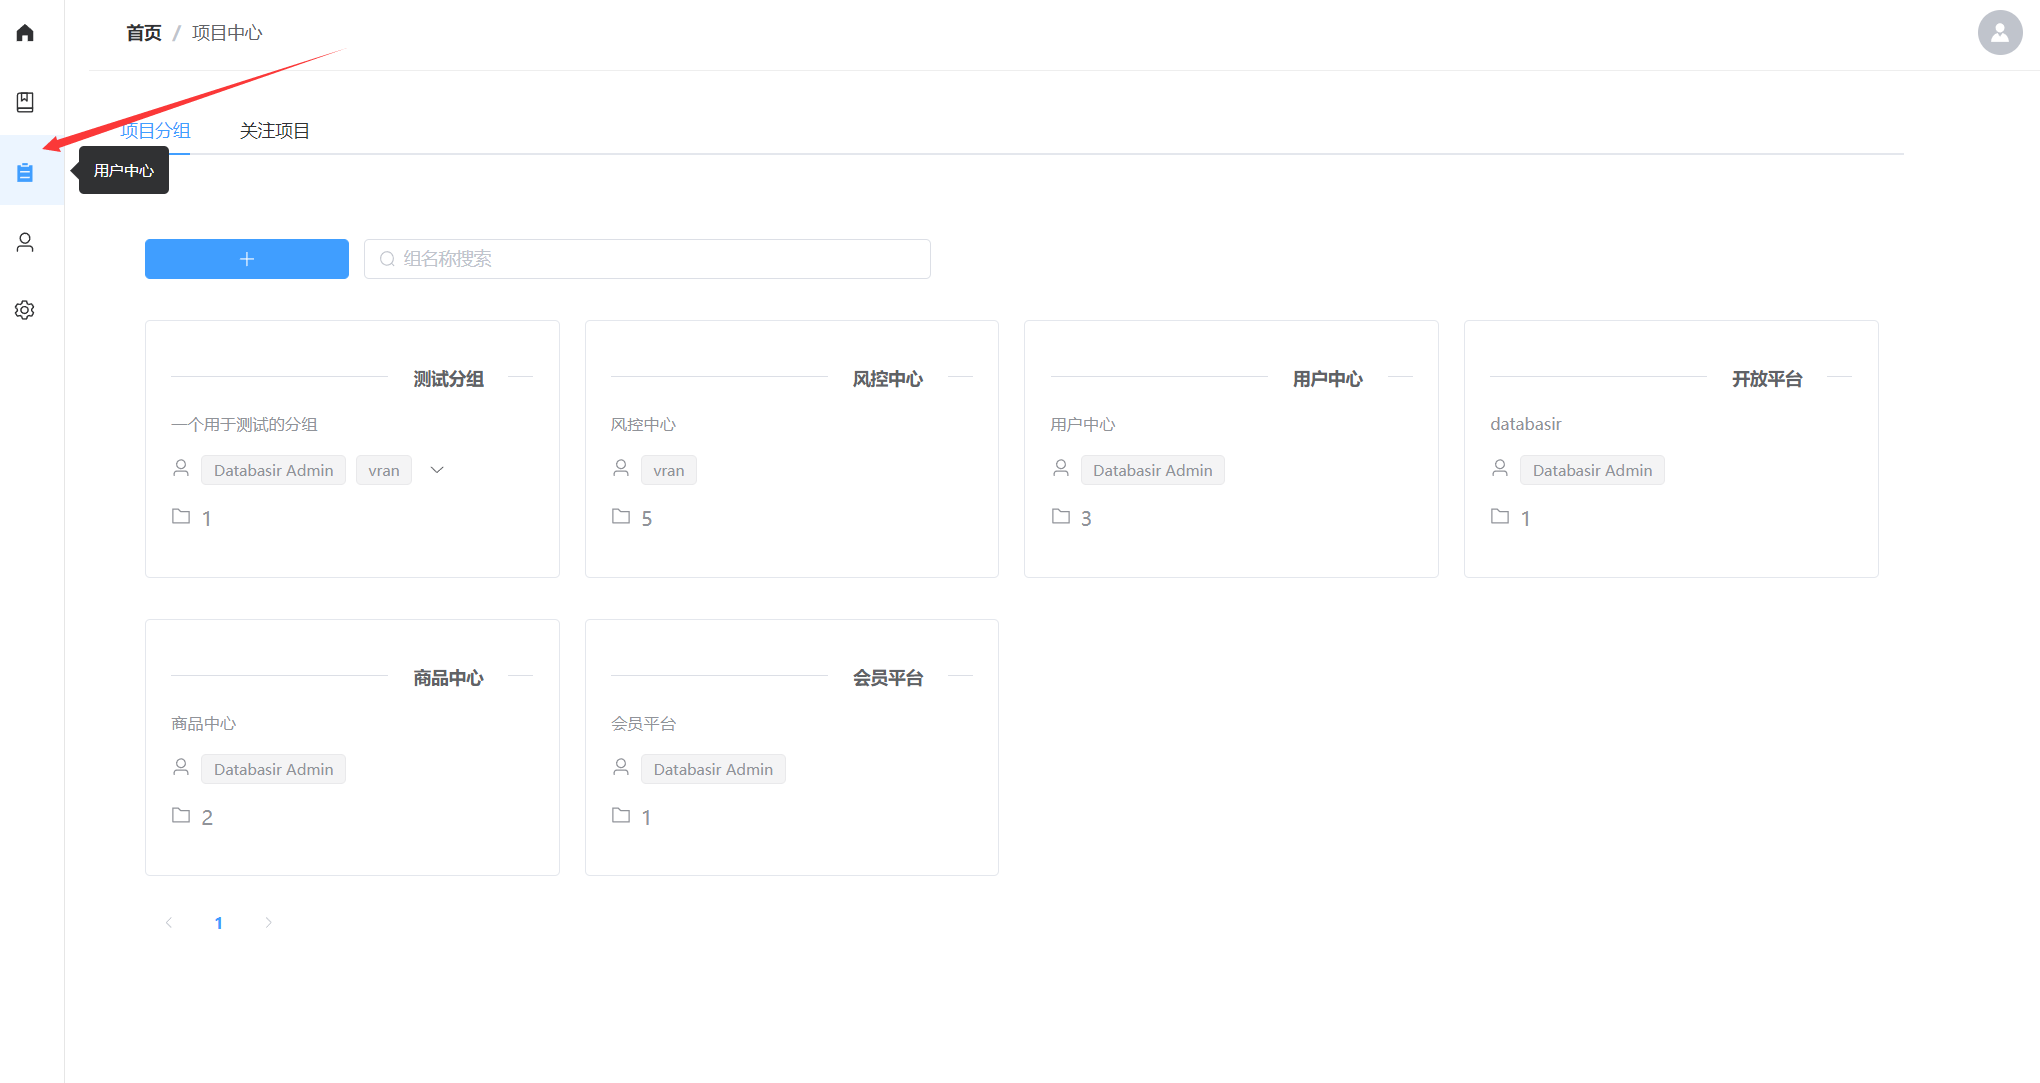 首页 / 项目中心
项目分组 关注项目
用户中心
组名称搜索
测试分组
一个用于测试的分组
Databasir Admin vran
1
风控中心
风控中心
vran
5
用户中心
用户中心
Databasir Admin
3
开放平台
databasir
Databasir Admin
1
商品中心
商品中心
Databasir Admin
2
会员平台
会员平台
Databasir Admin
1
1